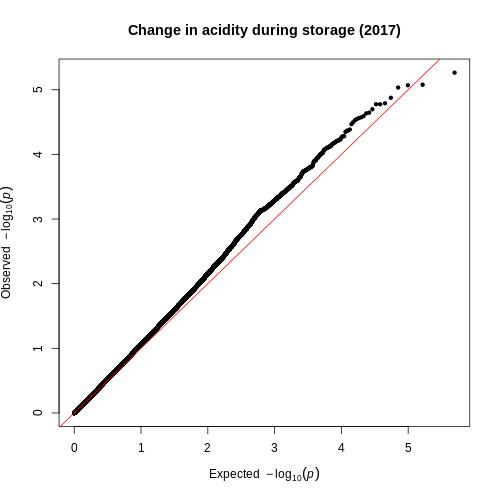 Change in acidity during storage (2017)
Observed −log₁₀(p)
5
4
3
2
1
0
0 1 2 3 4 5
Expected −log₁₀(p)